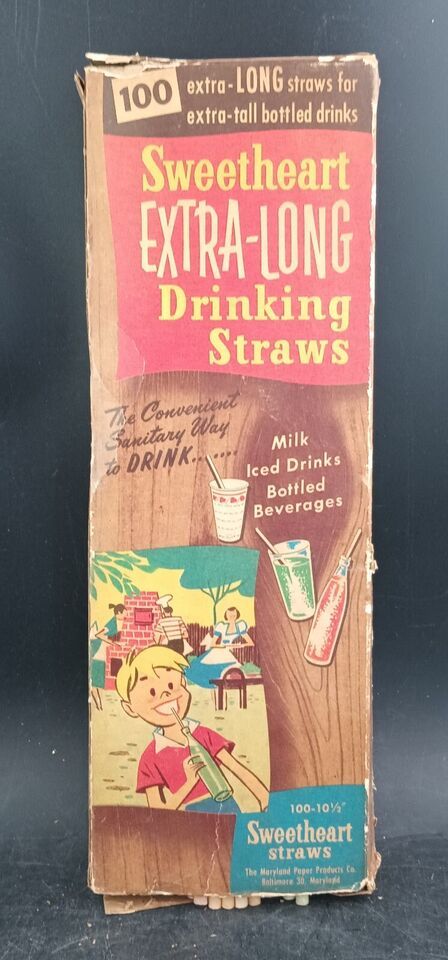 100
extra-LONG straws for
extra-tall bottled drinks
Sweetheart
EXTRA-LONG
Drinking
Straws
The Convenient
Sanitary Way
to DRINK.......
Milk
Iced Drinks
Bottled
Beverages
100-10½"
Sweetheart
straws
The Maryland Paper Products Co.
Baltimore 30, Maryland